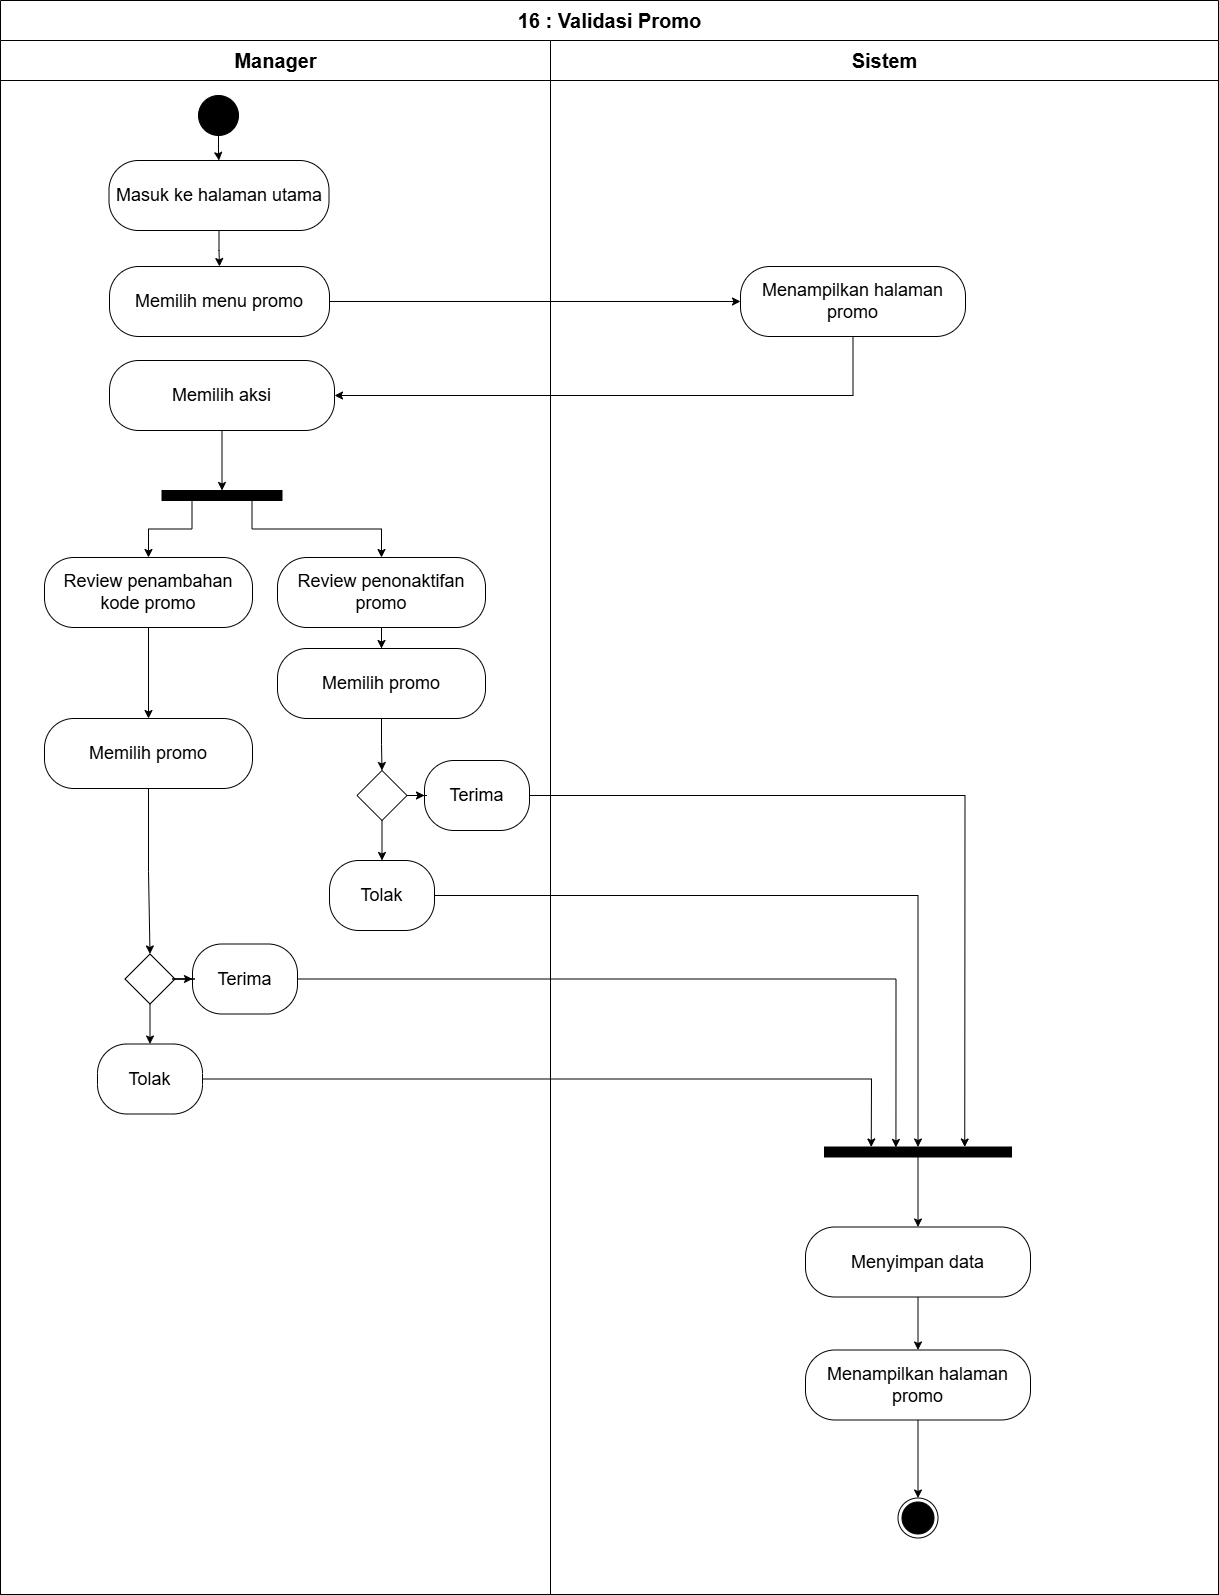 16 : Validasi Promo
Manager
Sistem
Masuk ke halaman utama
Memilih menu promo
Menampilkan halaman
promo
Memilih aksi
Review penambahan
kode promo
Review penonaktifan
promo
Memilih promo
Memilih promo
Terima
Tolak
Terima
Tolak
Menyimpan data
Menampilkan halaman
promo